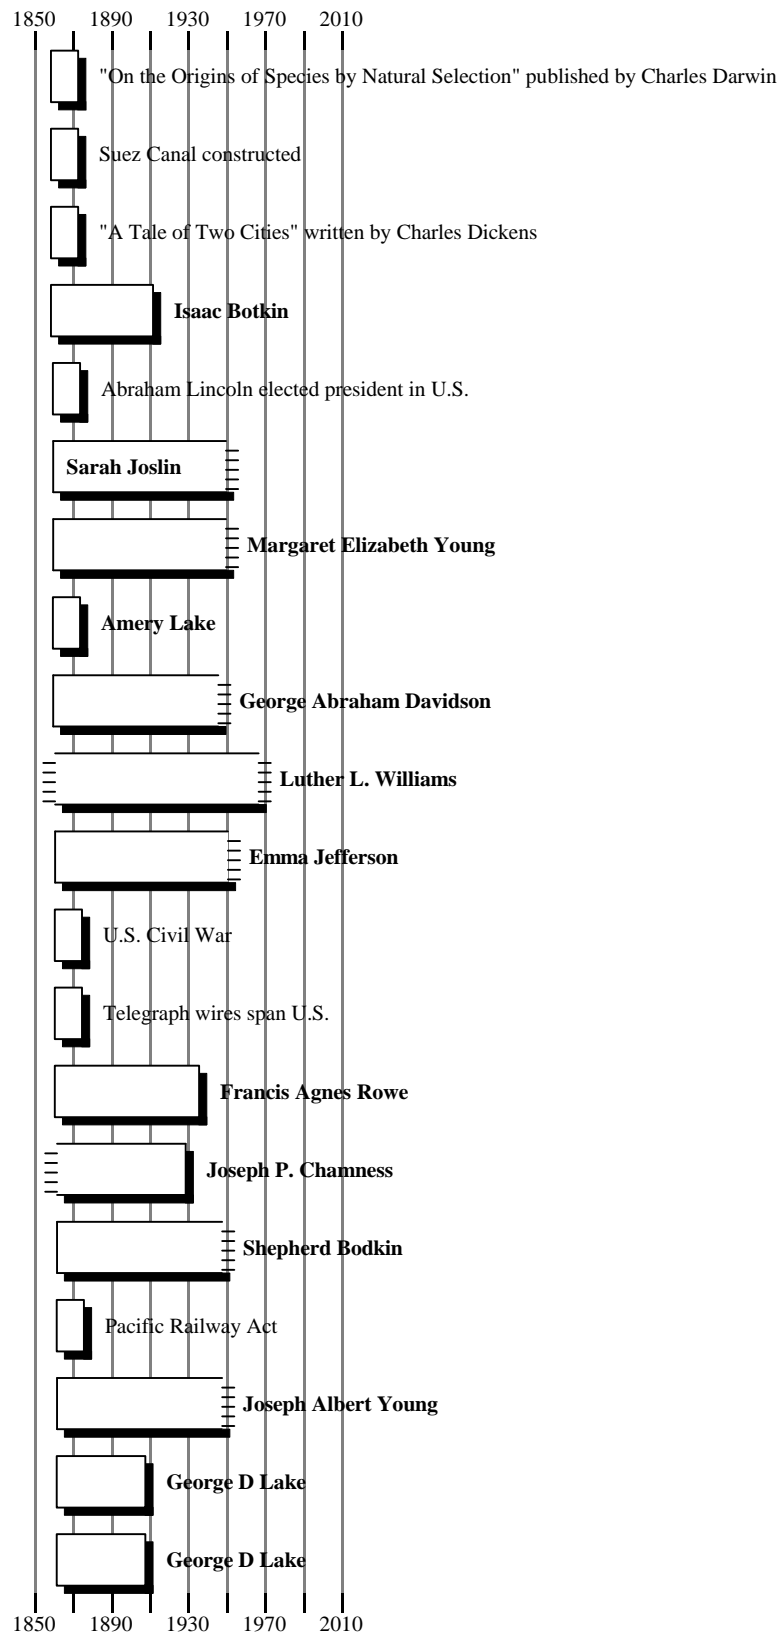 1850 1890 1930 1970 2010
"On the Origins of Species by Natural Selection" published by Charles Darwin
Suez Canal constructed
"A Tale of Two Cities" written by Charles Dickens
Isaac Botkin
Abraham Lincoln elected president in U.S.
Sarah Joslin
Margaret Elizabeth Young
Amery Lake
George Abraham Davidson
Luther L. Williams
Emma Jefferson
U.S. Civil War
Telegraph wires span U.S.
Francis Agnes Rowe
Joseph P. Chamness
Shepherd Bodkin
Pacific Railway Act
Joseph Albert Young
George D Lake
George D Lake
1850 1890 1930 1970 2010